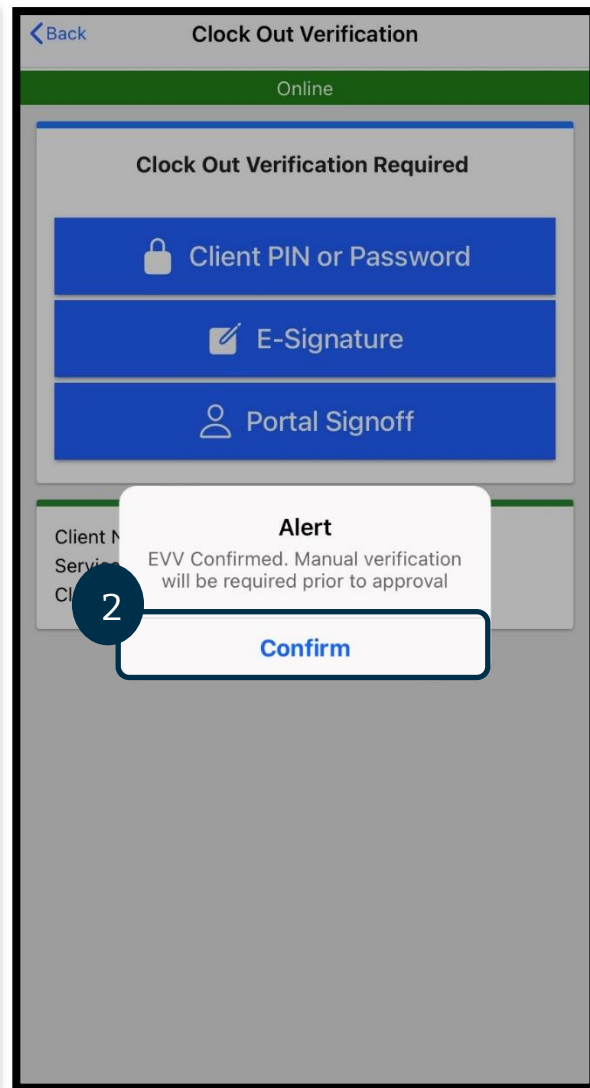 Back
Clock Out Verification
Online
Clock Out Verification Required
Client PIN or Password
E-Signature
Portal Signoff
Client
Alert
EVV Confirmed. Manual verification
will be required prior to approval
2
Confirm